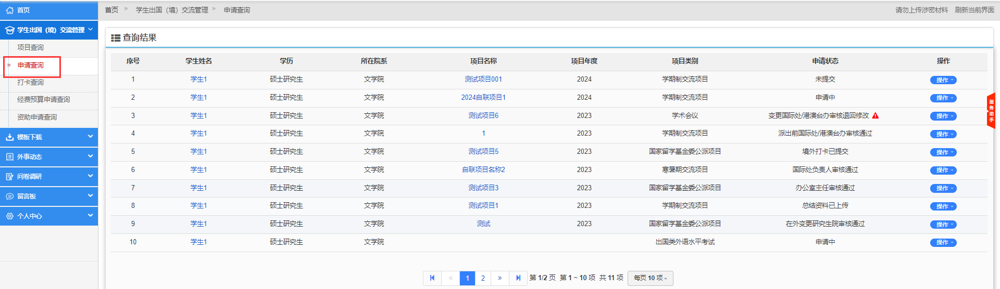 首页
首页 » 学生出国（境）交流管理 » 申请查询
请勿上传涉密材料 刷新当前界面
学生出国（境）交流管理
项目查询
» 申请查询
打卡查询
经费预算申请查询
资助申请查询
模板下载
外事动态
问卷调研
留言板
个人中心
查询结果
序号 学生姓名 学历 所在院系 项目名称 项目年度 项目类别 申请状态 操作
1 学生1 硕士研究生 文学院 测试项目001 2024 学期制交流项目 未提交 操作
2 学生1 硕士研究生 文学院 2024自联项目1 2024 学期制交流项目 申请中 操作
3 学生1 硕士研究生 文学院 测试项目6 2023 学术会议 变更国际处/港澳台办审核退回修改 操作
4 学生1 硕士研究生 文学院 1 2023 学期制交流项目 派出前国际处/港澳台办审核通过 操作
5 学生1 硕士研究生 文学院 测试项目5 2023 国家留学基金委公派项目 境外打卡已提交 操作
6 学生1 硕士研究生 文学院 自联项目名称2 2023 寒暑期交流项目 国际处负责人审核通过 操作
7 学生1 硕士研究生 文学院 测试项目3 2023 国家留学基金委公派项目 办公室主任审核通过 操作
8 学生1 硕士研究生 文学院 测试项目1 2023 学期制交流项目 总结资料已上传 操作
9 学生1 硕士研究生 文学院 测试 2023 国家留学基金委公派项目 在外变更研究生院审核通过 操作
10 学生1 硕士研究生 文学院 出国类外语水平考试 申请中 操作
« 1 2 » 第 1/2 页 第 1 ~ 10 项 共 11 项 每页 10 项
服务助手